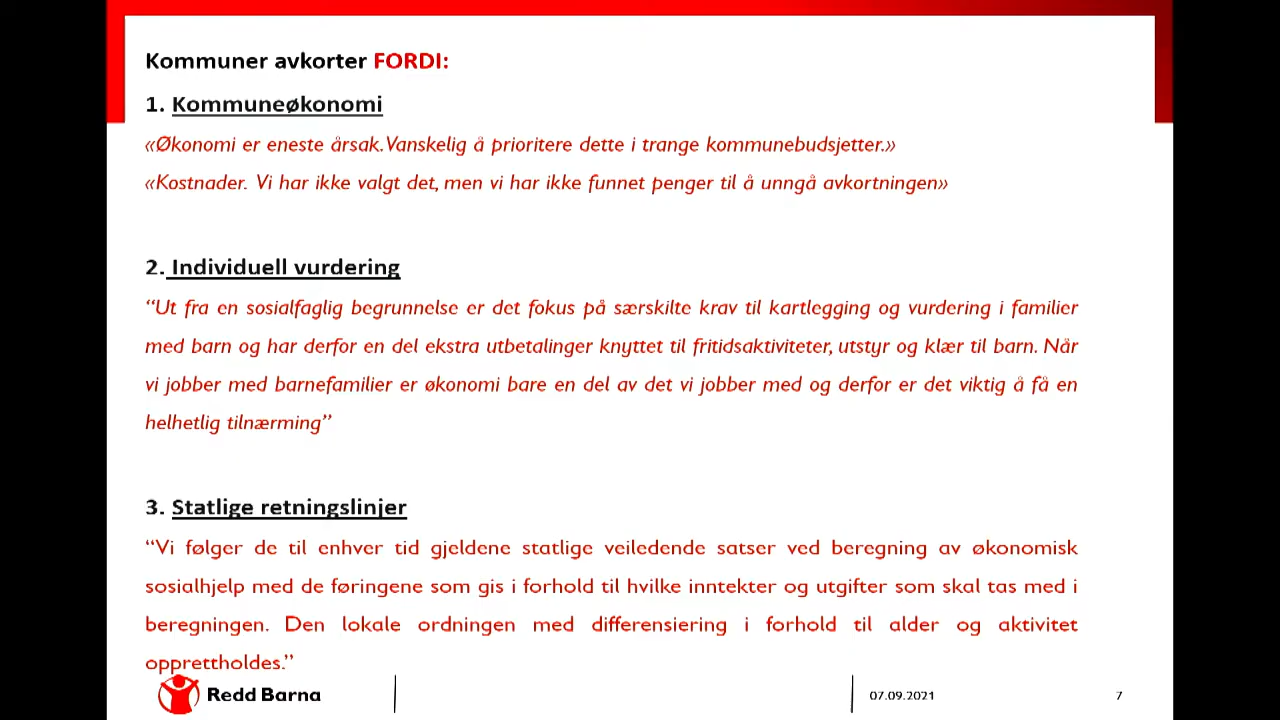 Kommuner avkorter FORDI:
1. Kommuneøkonomi
«Økonomi er eneste årsak. Vanskelig å prioritere dette i trange kommunebudsjetter.»
«Kostnader. Vi har ikke valgt det, men vi har ikke funnet penger til å unngå avkortningen»
2. Individuell vurdering
“Ut fra en sosialfaglig begrunnelse er det fokus på særskilte krav til kartlegging og vurdering i familier
med barn og har derfor en del ekstra utbetalinger knyttet til fritidsaktiviteter, utstyr og klær til barn. Når
vi jobber med barnefamilier er økonomi bare en del av det vi jobber med og derfor er det viktig å få en
helhetlig tilnærming”
3. Statlige retningslinjer
“Vi følger de til enhver tid gjeldene statlige veiledende satser ved beregning av økonomisk
sosialhjelp med de føringene som gis i forhold til hvilke inntekter og utgifter som skal tas med i
beregningen. Den lokale ordningen med differensiering i forhold til alder og aktivitet
opprettholdes.”
Redd Barna
07.09.2021
7